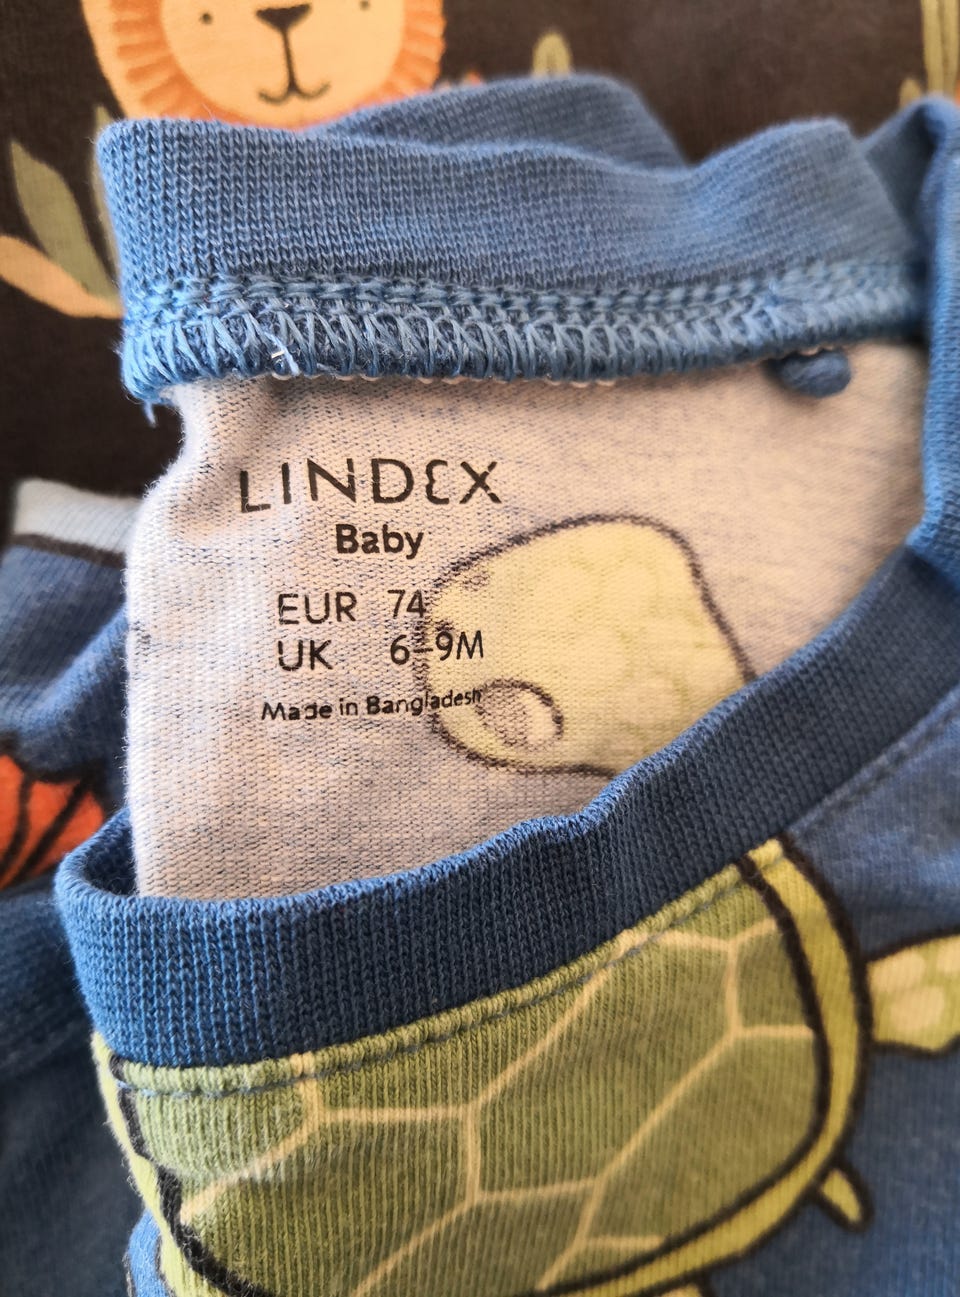 LINDEX
Baby
EUR 74
UK 6-9M
Made in Bangladesh